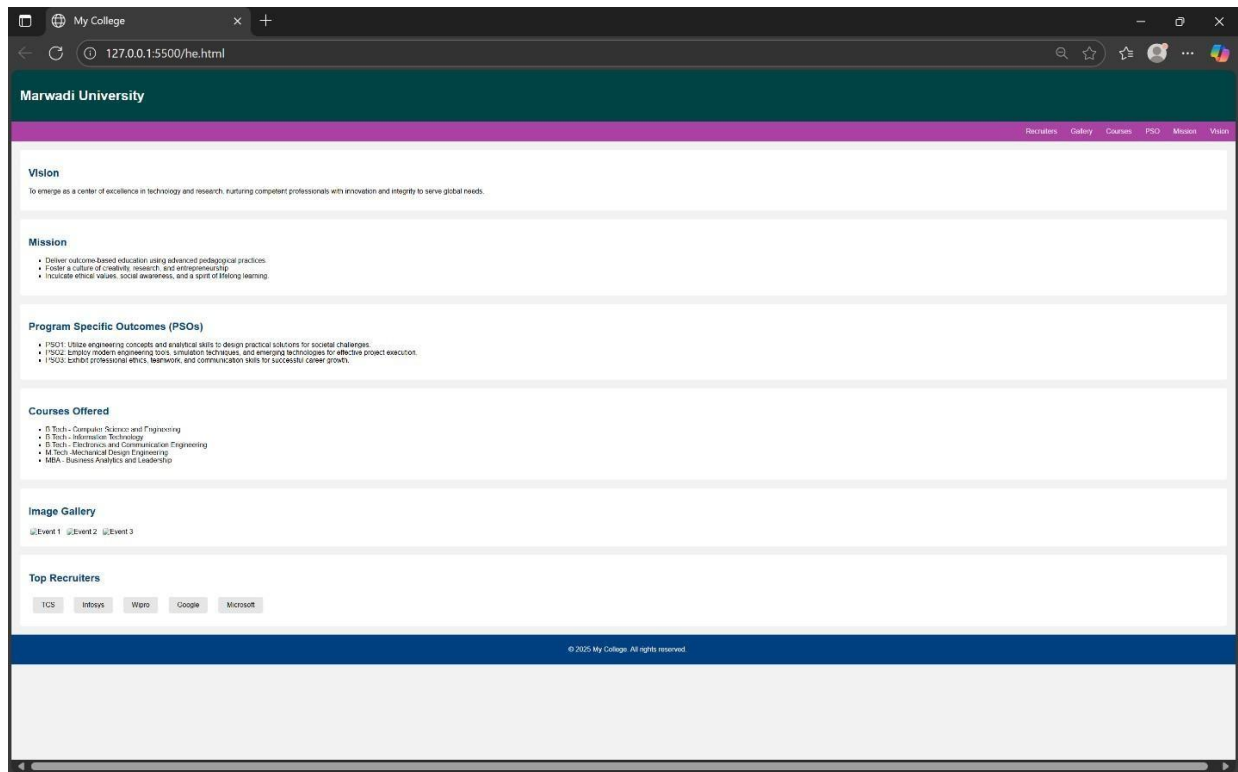 My College
127.0.0.1:5500/he.html
Marwadi University
Recruiters Gallery Courses PSO Mission Vision
Vision
To emerge as a center of excellence in technology and research, nurturing competent professionals with innovation and integrity to serve global needs.
Mission
Deliver outcome-based education using advanced pedagogical practices.
Foster a culture of creativity, research, and entrepreneurship
Inculcate ethical values, social awareness, and a spirit of lifelong learning.
Program Specific Outcomes (PSOs)
PSO1: Utilize engineering concepts and analytical skills to design practical solutions for societal challenges.
PSO2: Employ modern engineering tools, simulation techniques, and emerging technologies for effective project execution.
PSO3: Exhibit professional ethics, teamwork, and communication skills for successful career growth.
Courses Offered
B.Tech - Computer Science and Engineering
B.Tech - Information Technology
B.Tech - Electronics and Communication Engineering
M.Tech -Mechanical Design Engineering
MBA - Business Analytics and Leadership
Image Gallery
Event 1 Event 2 Event 3
Top Recruiters
TCS Infosys Wipro Google Microsoft
© 2025 My College. All rights reserved.